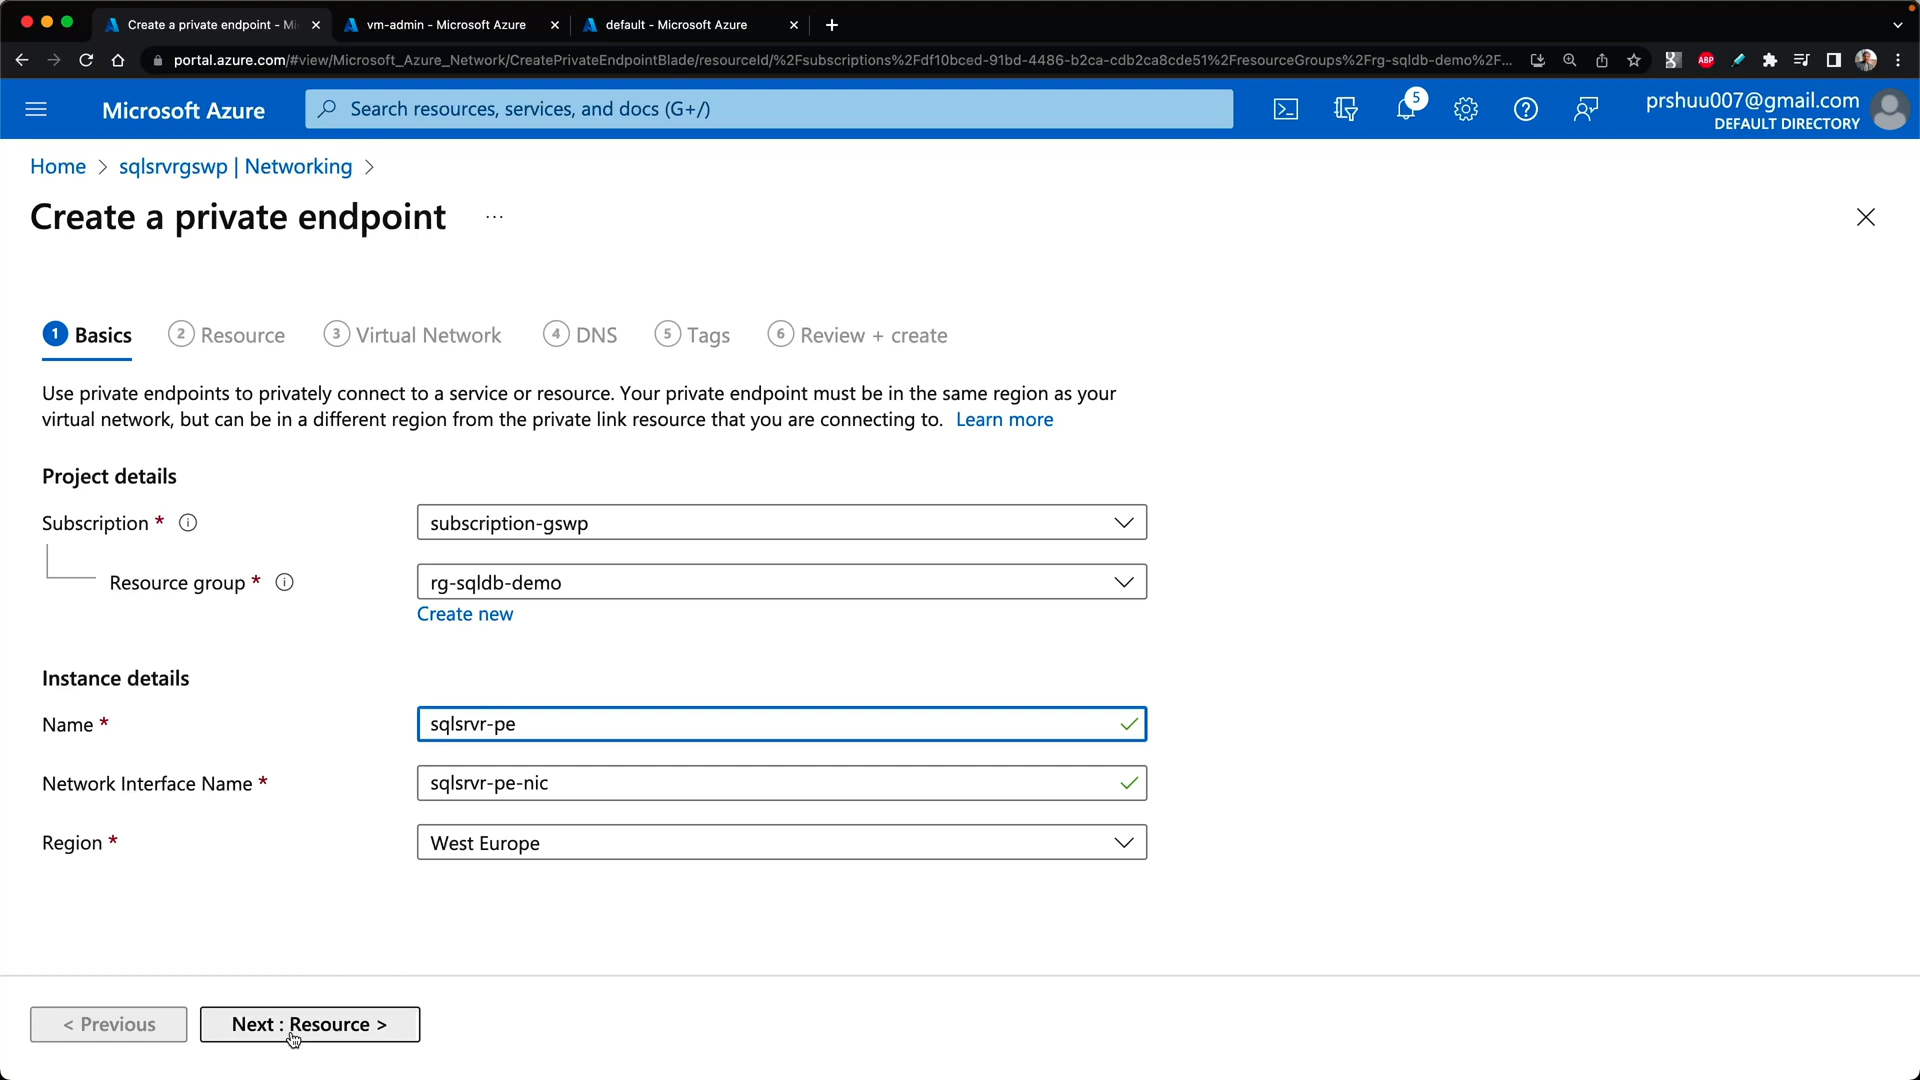 Create a private endpoint - Mi
vm-admin - Microsoft Azure
default - Microsoft Azure
portal.azure.com/#view/Microsoft_Azure_Network/CreatePrivateEndpointBlade/resourceId/%2Fsubscriptions%2Fdf10bced-91bd-4486-b2ca-cdb2ca8cde51%2FresourceGroups%2Frg-sqldb-demo%2F...
ABP
Microsoft Azure
Search resources, services, and docs (G+/)
5
prshuu007@gmail.com
DEFAULT DIRECTORY
Home > sqlsrvrgswp | Networking >
Create a private endpoint ...
1 Basics 2 Resource 3 Virtual Network 4 DNS 5 Tags 6 Review + create
Use private endpoints to privately connect to a service or resource. Your private endpoint must be in the same region as your
virtual network, but can be in a different region from the private link resource that you are connecting to. Learn more
Project details
Subscription *
subscription-gswp
Resource group *
rg-sqldb-demo
Create new
Instance details
Name *
sqlsrvr-pe
Network Interface Name *
sqlsrvr-pe-nic
Region *
West Europe
< Previous
Next : Resource >